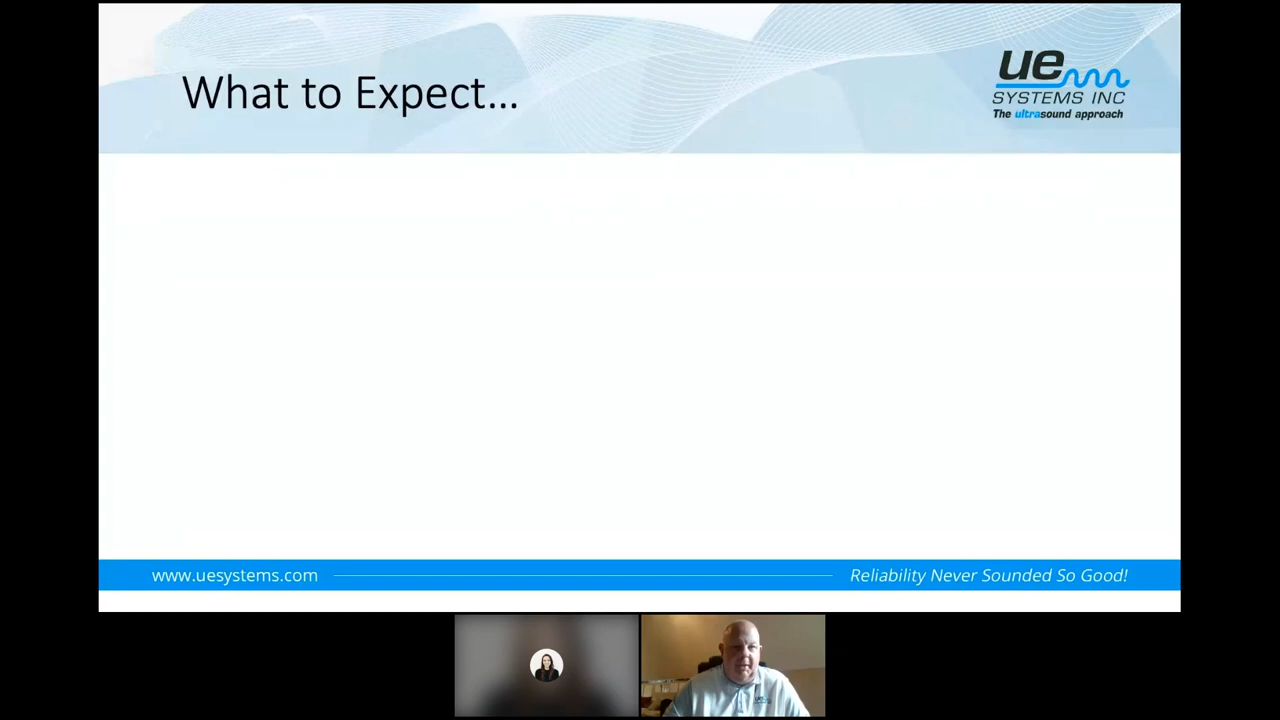 What to Expect...
ue
SYSTEMS INC
The ultrasound approach
www.uesystems.com
Reliability Never Sounded So Good!